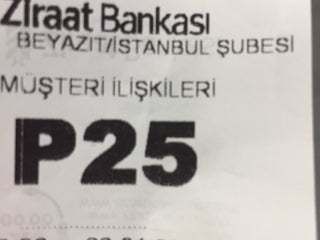 Ziraat Bankası
BEYAZIT/İSTANBUL ŞUBESİ
MÜŞTERİ İLİŞKİLERİ
P25